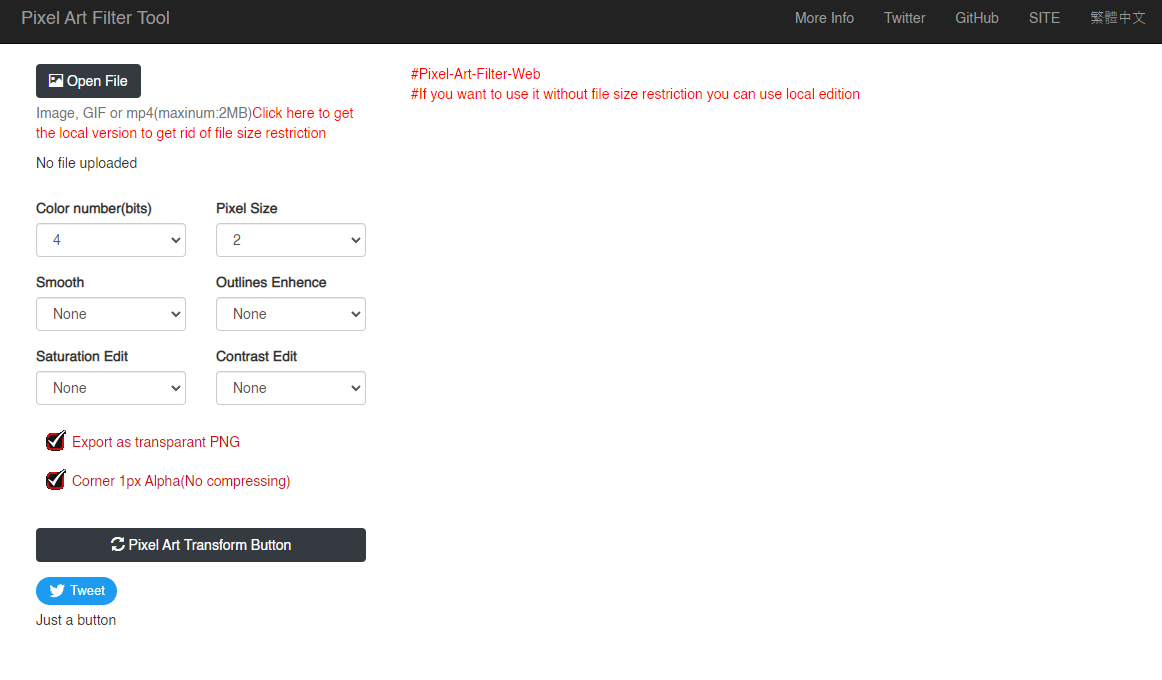 Pixel Art Filter Tool
More Info
Twitter
GitHub
SITE
繁體中文
Open File
Image, GIF or mp4(maxinum:2MB)Click here to get
the local version to get rid of file size restriction
No file uploaded
#Pixel-Art-Filter-Web
#If you want to use it without file size restriction you can use local edition
Color number(bits)
Pixel Size
4
2
Smooth
Outlines Enhence
None
None
Saturation Edit
Contrast Edit
None
None
Export as transparant PNG
Corner 1px Alpha(No compressing)
Pixel Art Transform Button
Tweet
Just a button